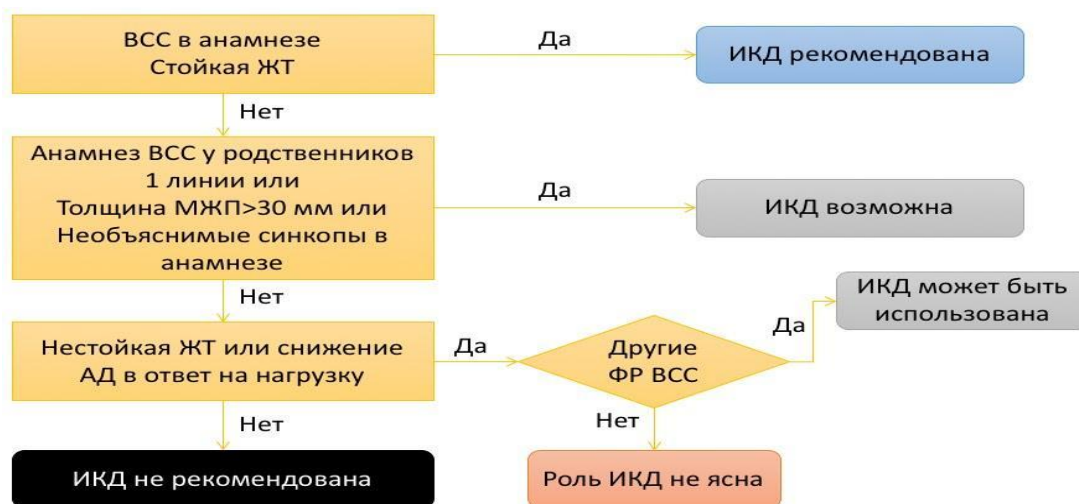 ВСС в анамнезе
Стойкая ЖТ
Да
ИКД рекомендована
Нет
Анамнез ВСС у родственников
1 линии или
Толщина МЖП>30 мм или
Необъяснимые синкопы в
анамнезе
Да
ИКД возможна
Нет
ИКД может быть
использована
Нестойкая ЖТ или снижение
АД в ответ на нагрузку
Да
Другие
ФР ВСС
Да
Нет
Нет
ИКД не рекомендована
Роль ИКД не ясна